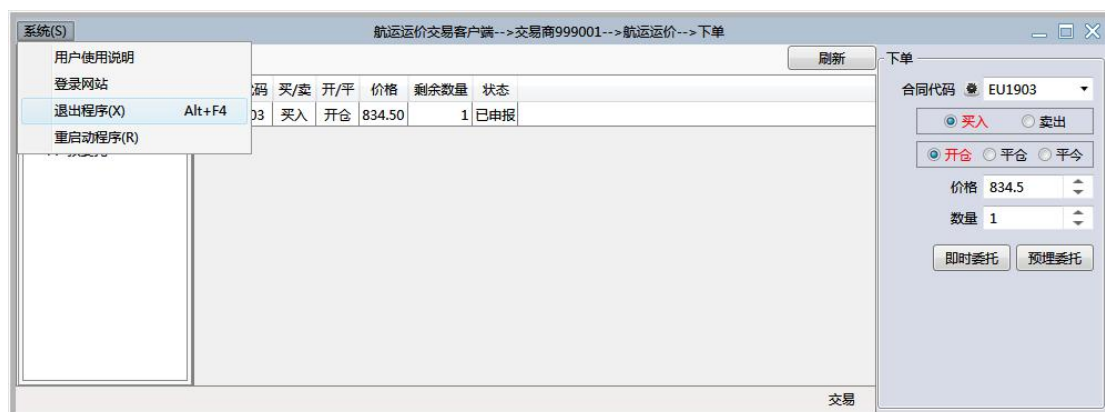 系统(S)
航运运价交易客户端-->交易商999001-->航运运价-->下单
用户使用说明
登录网站
退出程序(X) Alt+F4
重启动程序(R)
刷新
码 买/卖 开/平 价格 剩余数量 状态
03 买入 开仓 834.50 1 已申报
下单
合同代码 EU1903
买入 卖出
开仓 平仓 平今
价格 834.5
数量 1
即时委托 预埋委托
交易